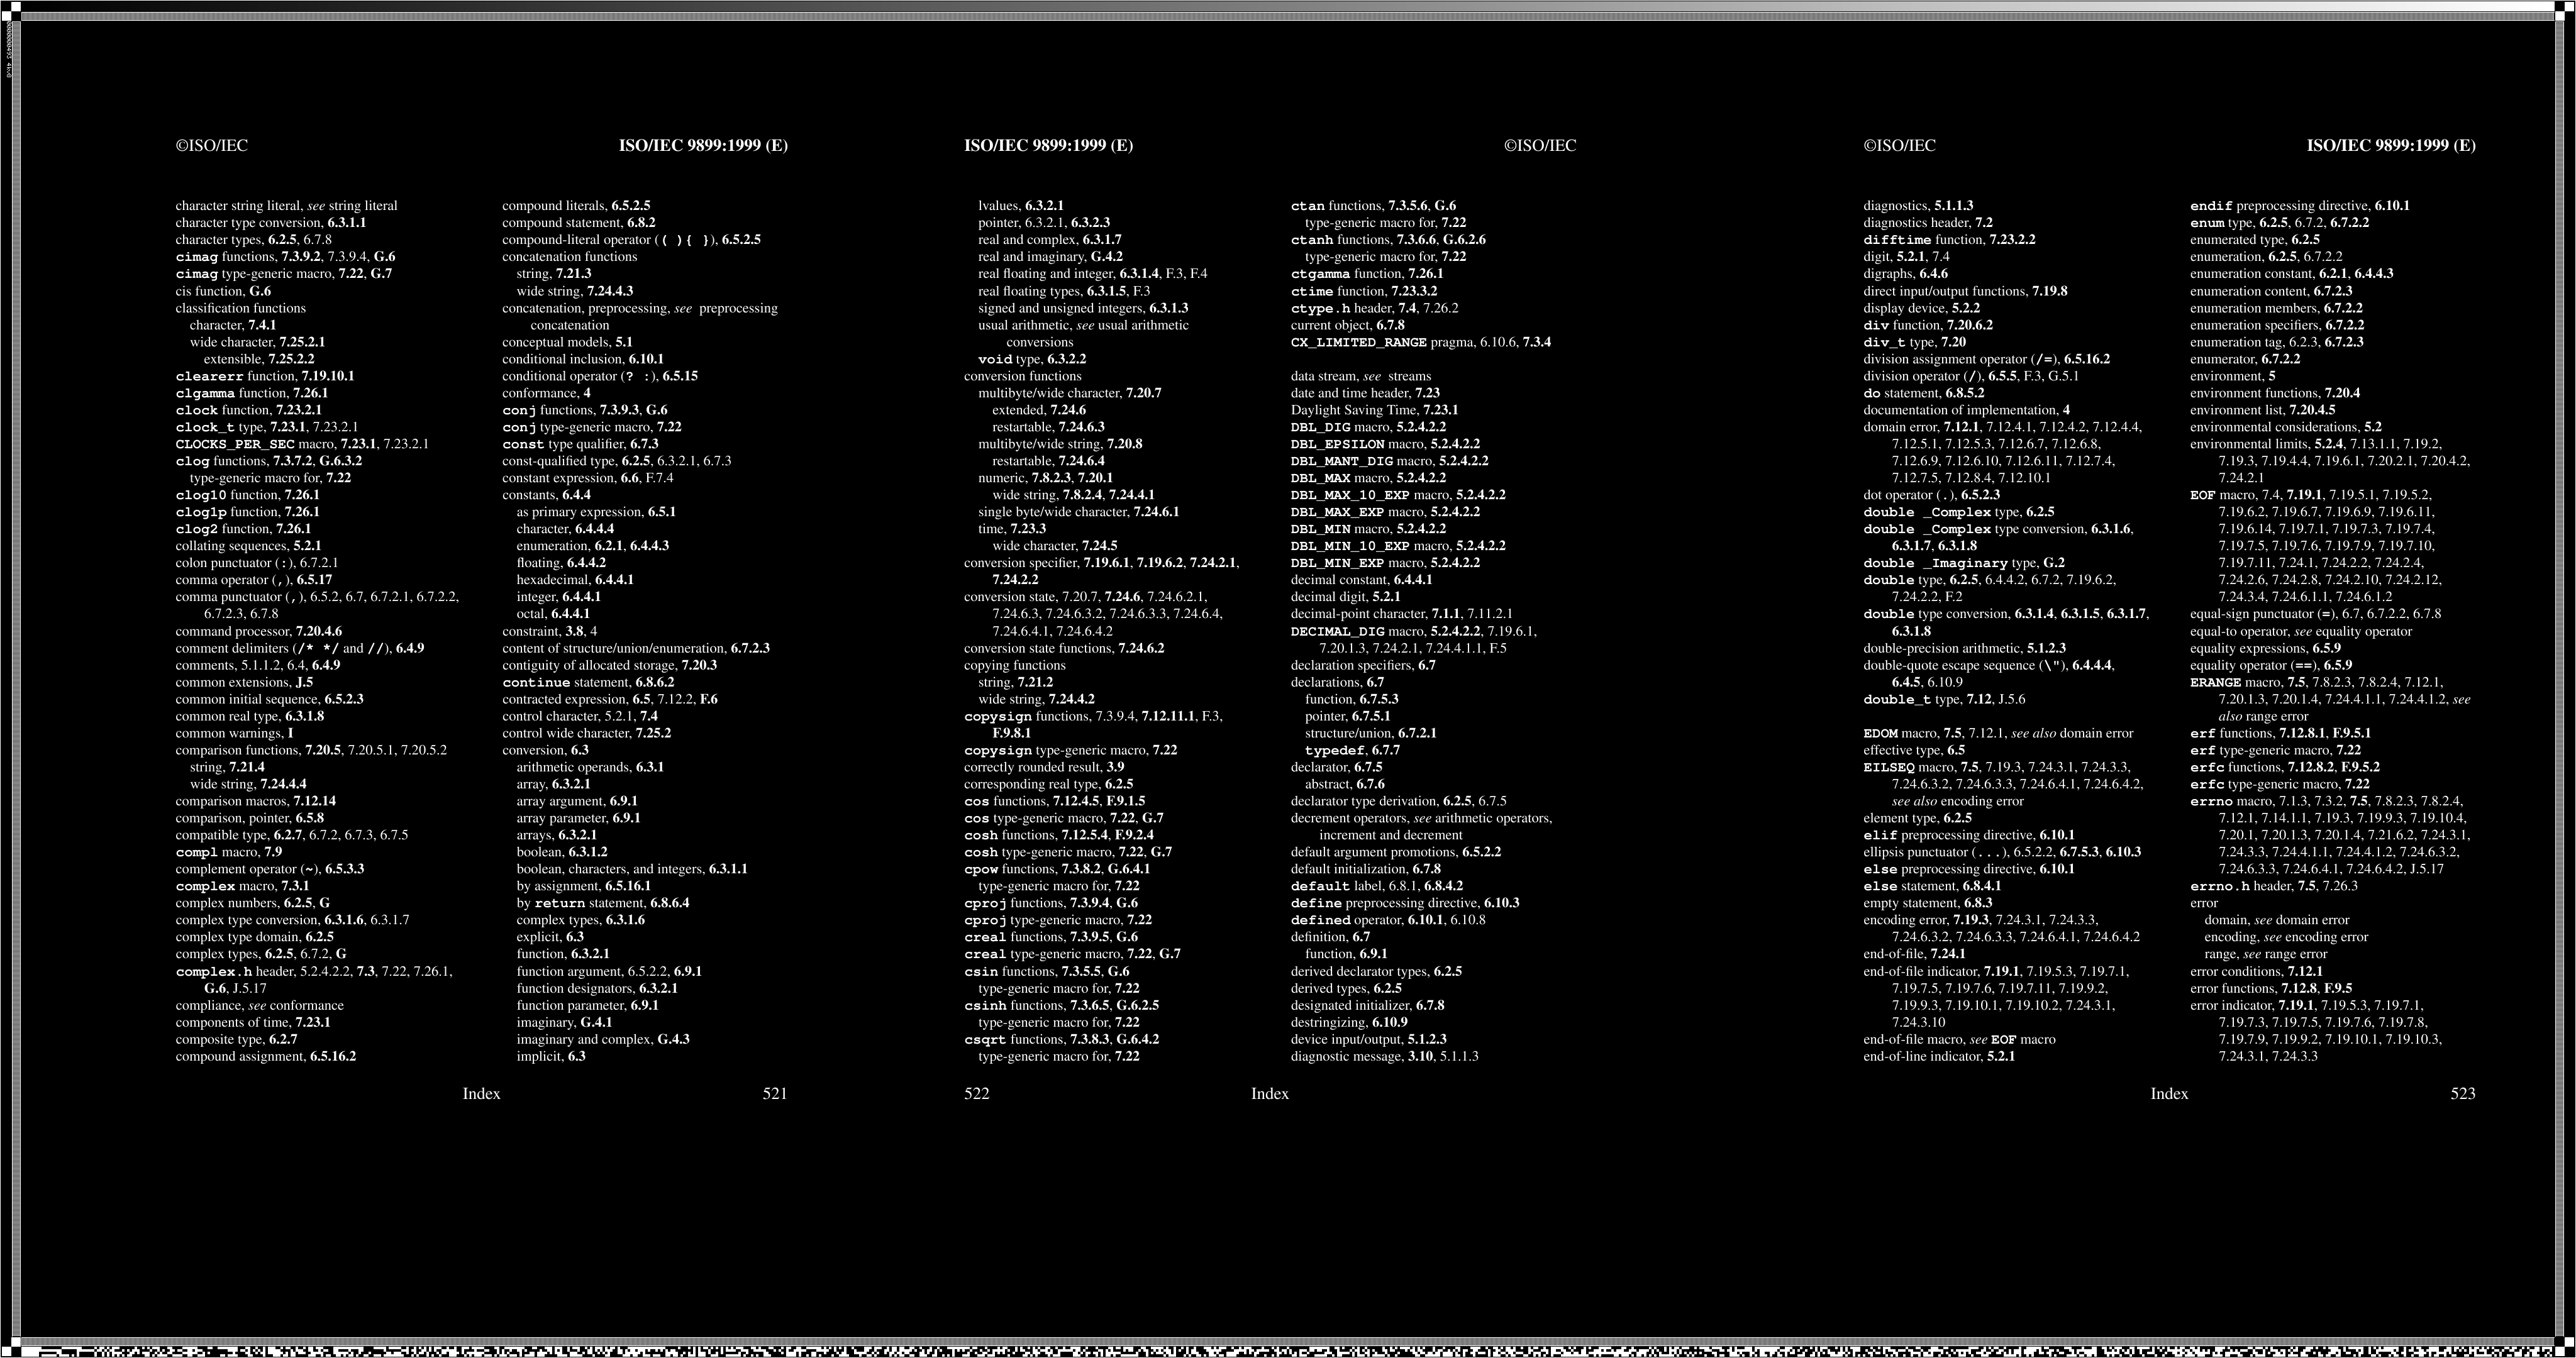 ©ISO/IEC
ISO/IEC 9899:1999 (E)
character string literal, see string literal
character type conversion, 6.3.1.1
character types, 6.2.5, 6.7.8
cimag functions, 7.3.9.2, 7.3.9.4, G.6
cimag type-generic macro, 7.22, G.7
cis function, G.6
classification functions
character, 7.4.1
wide character, 7.25.2.1
extensible, 7.25.2.2
clearerr function, 7.19.10.1
clgamma function, 7.26.1
clock function, 7.23.2.1
clock_t type, 7.23.1, 7.23.2.1
CLOCKS_PER_SEC macro, 7.23.1, 7.23.2.1
clog functions, 7.3.7.2, G.6.3.2
type-generic macro for, 7.22
clog10 function, 7.26.1
clog1p function, 7.26.1
clog2 function, 7.26.1
collating sequences, 5.2.1
colon punctuator (:), 6.7.2.1
comma operator (,), 6.5.17
comma punctuator (,), 6.5.2, 6.7, 6.7.2.1, 6.7.2.2,
6.7.2.3, 6.7.8
command processor, 7.20.4.6
comment delimiters (/* */ and //), 6.4.9
comments, 5.1.1.2, 6.4, 6.4.9
common extensions, J.5
common initial sequence, 6.5.2.3
common real type, 6.3.1.8
common warnings, I
comparison functions, 7.20.5, 7.20.5.1, 7.20.5.2
string, 7.21.4
wide string, 7.24.4.4
comparison macros, 7.12.14
comparison, pointer, 6.5.8
compatible type, 6.2.7, 6.7.2, 6.7.3, 6.7.5
compl macro, 7.9
complement operator (~), 6.5.3.3
complex macro, 7.3.1
complex numbers, 6.2.5, G
complex type conversion, 6.3.1.6, 6.3.1.7
complex type domain, 6.2.5
complex types, 6.2.5, 6.7.2, G
complex.h header, 5.2.4.2.2, 7.3, 7.22, 7.26.1,
G.6, J.5.17
compliance, see conformance
components of time, 7.23.1
composite type, 6.2.7
compound assignment, 6.5.16.2
compound literals, 6.5.2.5
compound statement, 6.8.2
compound-literal operator (( ){ }), 6.5.2.5
concatenation functions
string, 7.21.3
wide string, 7.24.4.3
concatenation, preprocessing, see preprocessing
concatenation
conceptual models, 5.1
conditional inclusion, 6.10.1
conditional operator (? :), 6.5.15
conformance, 4
conj functions, 7.3.9.3, G.6
conj type-generic macro, 7.22
const type qualifier, 6.7.3
const-qualified type, 6.2.5, 6.3.2.1, 6.7.3
constant expression, 6.6, F.7.4
constants, 6.4.4
as primary expression, 6.5.1
character, 6.4.4.4
enumeration, 6.2.1, 6.4.4.3
floating, 6.4.4.2
hexadecimal, 6.4.4.1
integer, 6.4.4.1
octal, 6.4.4.1
constraint, 3.8, 4
content of structure/union/enumeration, 6.7.2.3
contiguity of allocated storage, 7.20.3
continue statement, 6.8.6.2
contracted expression, 6.5, 7.12.2, F.6
control character, 5.2.1, 7.4
control wide character, 7.25.2
conversion, 6.3
arithmetic operands, 6.3.1
array, 6.3.2.1
array argument, 6.9.1
array parameter, 6.9.1
arrays, 6.3.2.1
boolean, 6.3.1.2
boolean, characters, and integers, 6.3.1.1
by assignment, 6.5.16.1
by return statement, 6.8.6.4
complex types, 6.3.1.6
explicit, 6.3
function, 6.3.2.1
function argument, 6.5.2.2, 6.9.1
function designators, 6.3.2.1
function parameter, 6.9.1
imaginary, G.4.1
imaginary and complex, G.4.3
implicit, 6.3
Index
521
ISO/IEC 9899:1999 (E)
©ISO/IEC
lvalues, 6.3.2.1
pointer, 6.3.2.1, 6.3.2.3
real and complex, 6.3.1.7
real and imaginary, G.4.2
real floating and integer, 6.3.1.4, F.3, F.4
real floating types, 6.3.1.5, F.3
signed and unsigned integers, 6.3.1.3
usual arithmetic, see usual arithmetic
conversions
void type, 6.3.2.2
conversion functions
multibyte/wide character, 7.20.7
extended, 7.24.6
restartable, 7.24.6.3
multibyte/wide string, 7.20.8
restartable, 7.24.6.4
numeric, 7.8.2.3, 7.20.1
wide string, 7.8.2.4, 7.24.4.1
single byte/wide character, 7.24.6.1
time, 7.23.3
wide character, 7.24.5
conversion specifier, 7.19.6.1, 7.19.6.2, 7.24.2.1,
7.24.2.2
conversion state, 7.20.7, 7.24.6, 7.24.6.2.1,
7.24.6.3, 7.24.6.3.2, 7.24.6.3.3, 7.24.6.4,
7.24.6.4.1, 7.24.6.4.2
conversion state functions, 7.24.6.2
copying functions
string, 7.21.2
wide string, 7.24.4.2
copysign functions, 7.3.9.4, 7.12.11.1, F.3,
F.9.8.1
copysign type-generic macro, 7.22
correctly rounded result, 3.9
corresponding real type, 6.2.5
cos functions, 7.12.4.5, F.9.1.5
cos type-generic macro, 7.22, G.7
cosh functions, 7.12.5.4, F.9.2.4
cosh type-generic macro, 7.22, G.7
cpow functions, 7.3.8.2, G.6.4.1
type-generic macro for, 7.22
cproj functions, 7.3.9.4, G.6
cproj type-generic macro, 7.22
creal functions, 7.3.9.5, G.6
creal type-generic macro, 7.22, G.7
csin functions, 7.3.5.5, G.6
type-generic macro for, 7.22
csinh functions, 7.3.6.5, G.6.2.5
type-generic macro for, 7.22
csqrt functions, 7.3.8.3, G.6.4.2
type-generic macro for, 7.22
ctan functions, 7.3.5.6, G.6
type-generic macro for, 7.22
ctanh functions, 7.3.6.6, G.6.2.6
type-generic macro for, 7.22
ctgamma function, 7.26.1
ctime function, 7.23.3.2
ctype.h header, 7.4, 7.26.2
current object, 6.7.8
CX_LIMITED_RANGE pragma, 6.10.6, 7.3.4
data stream, see streams
date and time header, 7.23
Daylight Saving Time, 7.23.1
DBL_DIG macro, 5.2.4.2.2
DBL_EPSILON macro, 5.2.4.2.2
DBL_MANT_DIG macro, 5.2.4.2.2
DBL_MAX macro, 5.2.4.2.2
DBL_MAX_10_EXP macro, 5.2.4.2.2
DBL_MAX_EXP macro, 5.2.4.2.2
DBL_MIN macro, 5.2.4.2.2
DBL_MIN_10_EXP macro, 5.2.4.2.2
DBL_MIN_EXP macro, 5.2.4.2.2
decimal constant, 6.4.4.1
decimal digit, 5.2.1
decimal-point character, 7.1.1, 7.11.2.1
DECIMAL_DIG macro, 5.2.4.2.2, 7.19.6.1,
7.20.1.3, 7.24.2.1, 7.24.4.1.1, F.5
declaration specifiers, 6.7
declarations, 6.7
function, 6.7.5.3
pointer, 6.7.5.1
structure/union, 6.7.2.1
typedef, 6.7.7
declarator, 6.7.5
abstract, 6.7.6
declarator type derivation, 6.2.5, 6.7.5
decrement operators, see arithmetic operators,
increment and decrement
default argument promotions, 6.5.2.2
default initialization, 6.7.8
default label, 6.8.1, 6.8.4.2
define preprocessing directive, 6.10.3
defined operator, 6.10.1, 6.10.8
definition, 6.7
function, 6.9.1
derived declarator types, 6.2.5
derived types, 6.2.5
designated initializer, 6.7.8
destringizing, 6.10.9
device input/output, 5.1.2.3
diagnostic message, 3.10, 5.1.1.3
522
Index
©ISO/IEC
ISO/IEC 9899:1999 (E)
diagnostics, 5.1.1.3
diagnostics header, 7.2
difftime function, 7.23.2.2
digit, 5.2.1, 7.4
digraphs, 6.4.6
direct input/output functions, 7.19.8
display device, 5.2.2
div function, 7.20.6.2
div_t type, 7.20
division assignment operator (/=), 6.5.16.2
division operator (/), 6.5.5, F.3, G.5.1
do statement, 6.8.5.2
documentation of implementation, 4
domain error, 7.12.1, 7.12.4.1, 7.12.4.2, 7.12.4.4,
7.12.5.1, 7.12.5.3, 7.12.6.7, 7.12.6.8,
7.12.6.9, 7.12.6.10, 7.12.6.11, 7.12.7.4,
7.12.7.5, 7.12.8.4, 7.12.10.1
dot operator (.), 6.5.2.3
double _Complex type, 6.2.5
double _Complex type conversion, 6.3.1.6,
6.3.1.7, 6.3.1.8
double _Imaginary type, G.2
double type, 6.2.5, 6.4.4.2, 6.7.2, 7.19.6.2,
7.24.2.2, F.2
double type conversion, 6.3.1.4, 6.3.1.5, 6.3.1.7,
6.3.1.8
double-precision arithmetic, 5.1.2.3
double-quote escape sequence (\"), 6.4.4.4,
6.4.5, 6.10.9
double_t type, 7.12, J.5.6
EDOM macro, 7.5, 7.12.1, see also domain error
effective type, 6.5
EILSEQ macro, 7.5, 7.19.3, 7.24.3.1, 7.24.3.3,
7.24.6.3.2, 7.24.6.3.3, 7.24.6.4.1, 7.24.6.4.2,
see also encoding error
element type, 6.2.5
elif preprocessing directive, 6.10.1
ellipsis punctuator (...), 6.5.2.2, 6.7.5.3, 6.10.3
else preprocessing directive, 6.10.1
else statement, 6.8.4.1
empty statement, 6.8.3
encoding error, 7.19.3, 7.24.3.1, 7.24.3.3,
7.24.6.3.2, 7.24.6.3.3, 7.24.6.4.1, 7.24.6.4.2
end-of-file, 7.24.1
end-of-file indicator, 7.19.1, 7.19.5.3, 7.19.7.1,
7.19.7.5, 7.19.7.6, 7.19.7.11, 7.19.9.2,
7.19.9.3, 7.19.10.1, 7.19.10.2, 7.24.3.1,
7.24.3.10
end-of-file macro, see EOF macro
end-of-line indicator, 5.2.1
endif preprocessing directive, 6.10.1
enum type, 6.2.5, 6.7.2, 6.7.2.2
enumerated type, 6.2.5
enumeration, 6.2.5, 6.7.2.2
enumeration constant, 6.2.1, 6.4.4.3
enumeration content, 6.7.2.3
enumeration members, 6.7.2.2
enumeration specifiers, 6.7.2.2
enumeration tag, 6.2.3, 6.7.2.3
enumerator, 6.7.2.2
environment, 5
environment functions, 7.20.4
environment list, 7.20.4.5
environmental considerations, 5.2
environmental limits, 5.2.4, 7.13.1.1, 7.19.2,
7.19.3, 7.19.4.4, 7.19.6.1, 7.20.2.1, 7.20.4.2,
7.24.2.1
EOF macro, 7.4, 7.19.1, 7.19.5.1, 7.19.5.2,
7.19.6.2, 7.19.6.7, 7.19.6.9, 7.19.6.11,
7.19.6.14, 7.19.7.1, 7.19.7.3, 7.19.7.4,
7.19.7.5, 7.19.7.6, 7.19.7.9, 7.19.7.10,
7.19.7.11, 7.24.1, 7.24.2.2, 7.24.2.4,
7.24.2.6, 7.24.2.8, 7.24.2.10, 7.24.2.12,
7.24.3.4, 7.24.6.1.1, 7.24.6.1.2
equal-sign punctuator (=), 6.7, 6.7.2.2, 6.7.8
equal-to operator, see equality operator
equality expressions, 6.5.9
equality operator (==), 6.5.9
ERANGE macro, 7.5, 7.8.2.3, 7.8.2.4, 7.12.1,
7.20.1.3, 7.20.1.4, 7.24.4.1.1, 7.24.4.1.2, see
also range error
erf functions, 7.12.8.1, F.9.5.1
erf type-generic macro, 7.22
erfc functions, 7.12.8.2, F.9.5.2
erfc type-generic macro, 7.22
errno macro, 7.1.3, 7.3.2, 7.5, 7.8.2.3, 7.8.2.4,
7.12.1, 7.14.1.1, 7.19.3, 7.19.9.3, 7.19.10.4,
7.20.1, 7.20.1.3, 7.20.1.4, 7.21.6.2, 7.24.3.1,
7.24.3.3, 7.24.4.1.1, 7.24.4.1.2, 7.24.6.3.2,
7.24.6.3.3, 7.24.6.4.1, 7.24.6.4.2, J.5.17
errno.h header, 7.5, 7.26.3
error
domain, see domain error
encoding, see encoding error
range, see range error
error conditions, 7.12.1
error functions, 7.12.8, F.9.5
error indicator, 7.19.1, 7.19.5.3, 7.19.7.1,
7.19.7.3, 7.19.7.5, 7.19.7.6, 7.19.7.8,
7.19.7.9, 7.19.9.2, 7.19.10.1, 7.19.10.3,
7.24.3.1, 7.24.3.3
Index
523